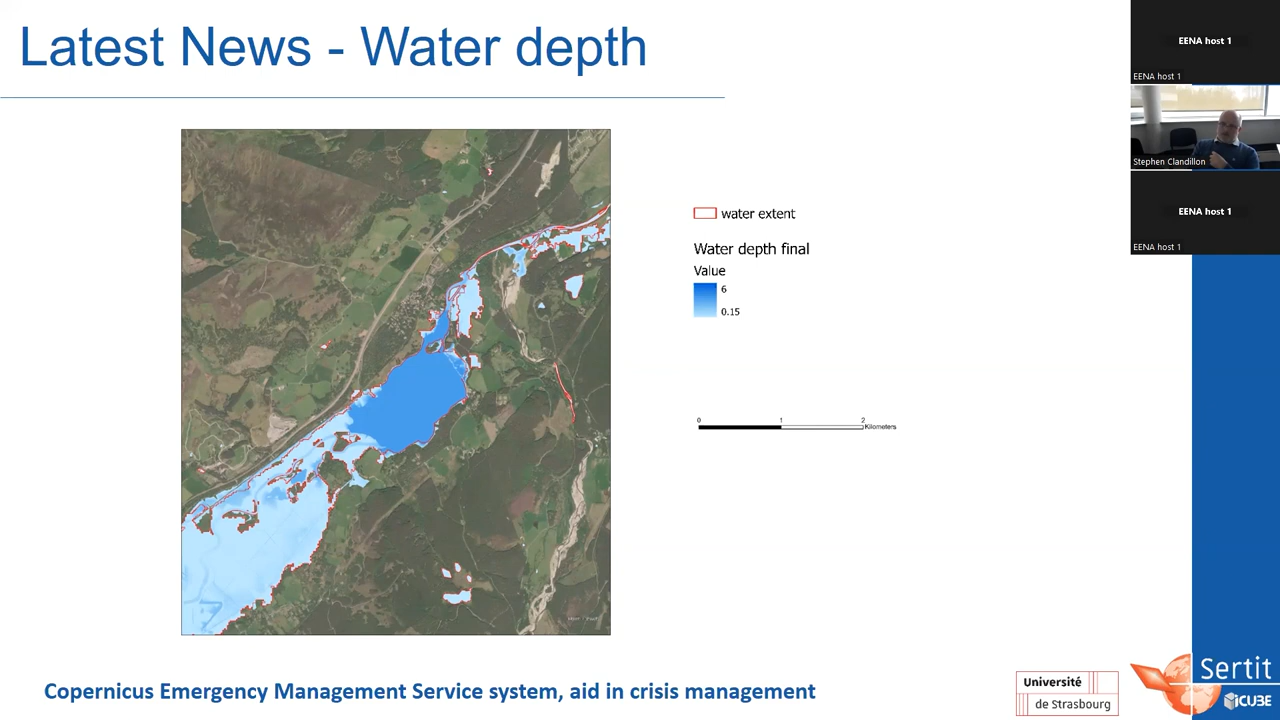 Latest News - Water depth
EENA host 1
EENA host 1
Stephen Clandillon
EENA host 1
EENA host 1
water extent
Water depth final
Value
6
0.15
0 1 2
Kilometers
Copernicus Emergency Management Service system, aid in crisis management
Université
de Strasbourg
Sertit
iCUBE